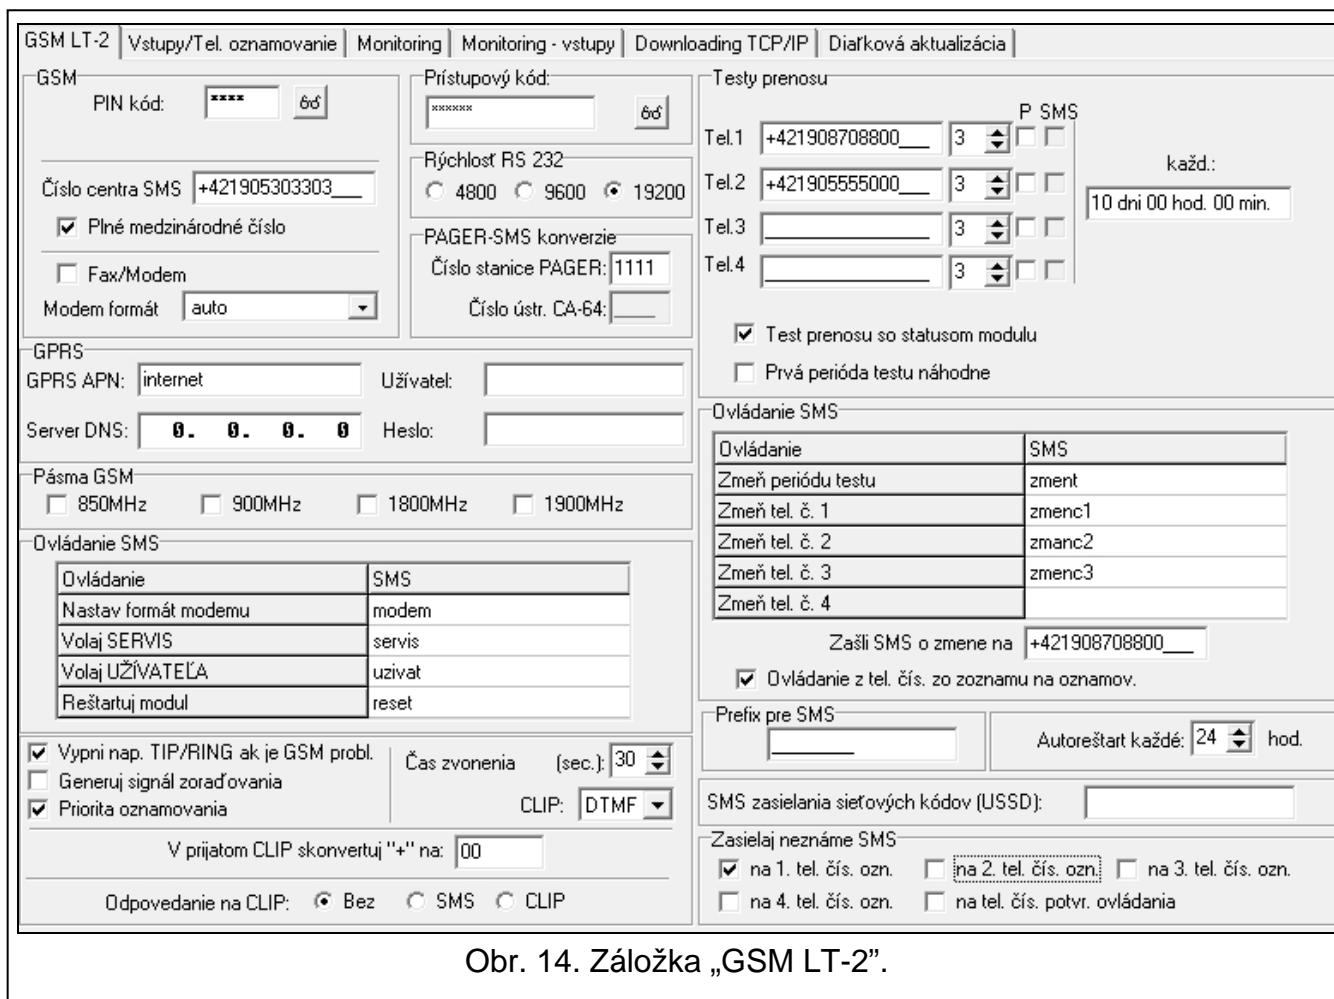 GSM LT-2 Vstupy/Tel. oznamovanie Monitoring Monitoring - vstupy Downloading TCP/IP Diaľková aktualizácia
GSM
PIN kód: ****
Číslo centra SMS +421905303303___
Plné medzinárodné číslo
Fax/Modem
Modem formát auto
Prístupový kód:
******
Rýchlosť RS 232
4800 9600 19200
PAGER-SMS konverzie
Číslo stanice PAGER: 1111
Číslo ústr. CA-64: ____
Testy prenosu
P SMS
Tel.1 +421908708800___ 3
Tel.2 +421905555000___ 3
Tel.3 ________________ 3
Tel.4 ________________ 3
každ.:
10 dni 00 hod. 00 min.
Test prenosu so statusom modulu
Prvá perióda testu náhodne
GPRS
GPRS APN: internet Užívatel:
Server DNS: 0. 0. 0. 0 Heslo:
Pásma GSM
850MHz 900MHz 1800MHz 1900MHz
Ovládanie SMS
Ovládanie SMS
Nastav formát modemu modem
Volaj SERVIS servis
Volaj UŽÍVATEĽA uzivat
Reštartuj modul reset
Ovládanie SMS
Ovládanie SMS
Zmeň periódu testu zment
Zmeň tel. č. 1 zmenc1
Zmeň tel. č. 2 zmanc2
Zmeň tel. č. 3 zmenc3
Zmeň tel. č. 4
Zašli SMS o zmene na +421908708800___
Ovládanie z tel. čís. zo zoznamu na oznamov.
Vypni nap. TIP/RING ak je GSM probl.
Generuj signál zoraďovania
Priorita oznamovania
Čas zvonenia (sec.): 30
CLIP: DTMF
V prijatom CLIP skonvertuj "+" na: 00
Odpovedanie na CLIP: Bez SMS CLIP
Prefix pre SMS
________
Autoreštart každé: 24 hod.
SMS zasielania sieťových kódov (USSD):
Zasielaj neznáme SMS
na 1. tel. čís. ozn. na 2. tel. čís. ozn. na 3. tel. čís. ozn.
na 4. tel. čís. ozn. na tel. čís. potvr. ovládania
Obr. 14. Záložka „GSM LT-2”.